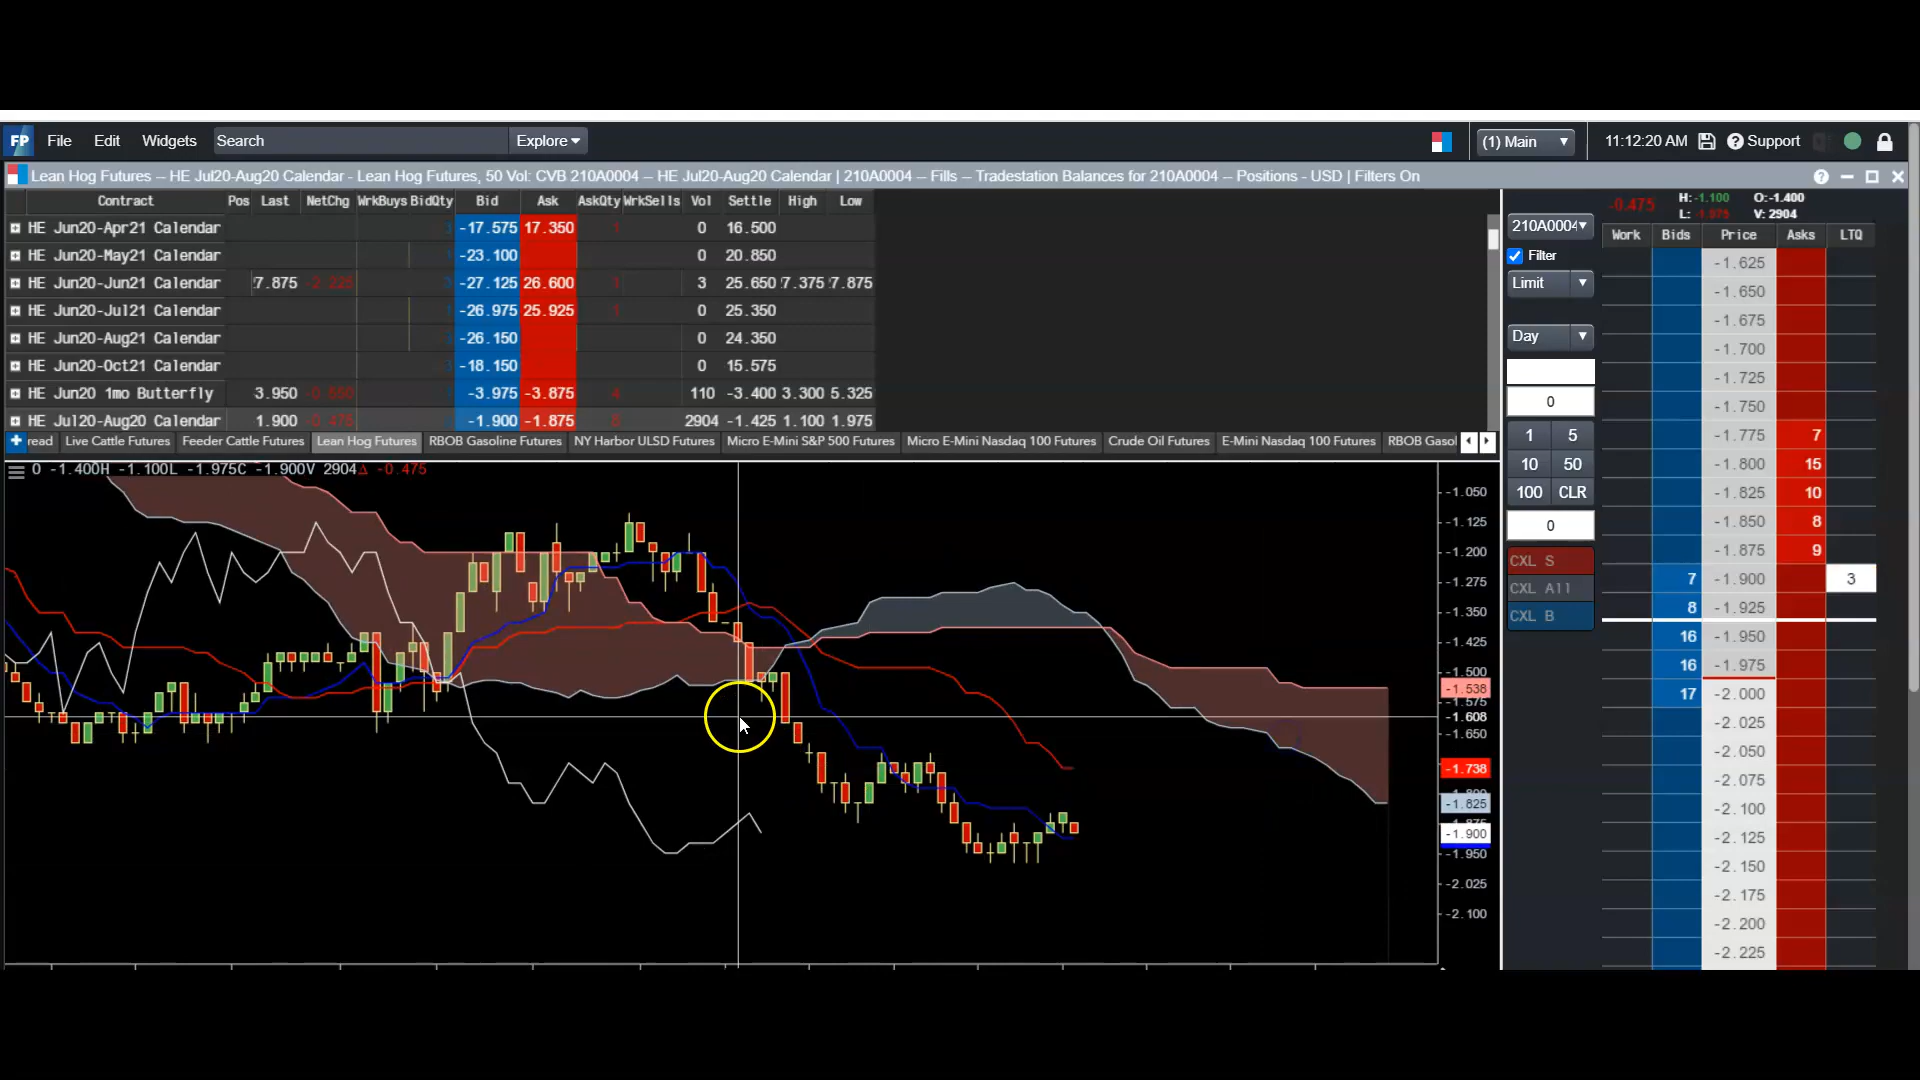 FP File Edit Widgets Search Explore (1) Main 11:12:20 AM Support
Lean Hog Futures -- HE Jul20-Aug20 Calendar - Lean Hog Futures, 50 Vol: CVB 210A0004 -- HE Jul20-Aug20 Calendar | 210A0004 -- Fills -- Tradestation Balances for 210A0004 -- Positions - USD | Filters On
Contract Pos Last NetChg WrkBuys BidQty Bid Ask AskQty WrkSells Vol Settle High Low
HE Jun20-Apr21 Calendar -17.575 17.350 1 0 16.500
HE Jun20-May21 Calendar -23.100 0 20.850
HE Jun20-Jun21 Calendar 7.875 -2.225 -27.125 26.600 1 3 25.650 7.375 7.875
HE Jun20-Jul21 Calendar -26.975 25.925 1 0 25.350
HE Jun20-Aug21 Calendar -26.150 0 24.350
HE Jun20-Oct21 Calendar -18.150 0 15.575
HE Jun20 1mo Butterfly 3.950 -0.550 -3.975 -3.875 4 110 -3.400 3.300 5.325
HE Jul20-Aug20 Calendar 1.900 -0.475 -1.900 -1.875 2904 -1.425 1.100 1.975
read Live Cattle Futures Feeder Cattle Futures Lean Hog Futures RBOB Gasoline Futures NY Harbor ULSD Futures Micro E-Mini S&P 500 Futures Micro E-Mini Nasdaq 100 Futures Crude Oil Futures E-Mini Nasdaq 100 Futures RBOB Gasol
O -1.400H -1.100L -1.975C -1.900V 2904Δ -0.475
-1.050
-1.125
-1.200
-1.275
-1.350
-1.425
-1.500
-1.538
-1.575
-1.608
-1.650
-1.738
-1.825
-1.900
-1.950
-2.025
-2.100
210A0004
Filter
Limit
Day
0
1 5
10 50
100 CLR
0
CXL S
CXL All
CXL B
-0.475 H: -1.100 O: -1.400
L: -1.975 V: 2904
Work Bids Price Asks LTQ
-1.625
-1.650
-1.675
-1.700
-1.725
-1.750
-1.775 7
-1.800 15
-1.825 10
-1.850 8
-1.875 9
7 -1.900 3
8 -1.925
16 -1.950
16 -1.975
17 -2.000
-2.025
-2.050
-2.075
-2.100
-2.125
-2.150
-2.175
-2.200
-2.225